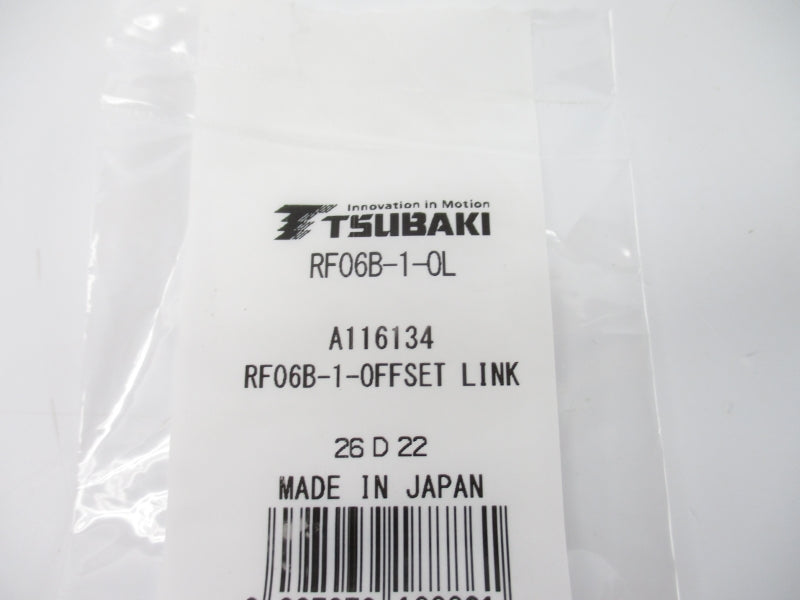 Innovation in Motion
TSUBAKI
RF06B-1-OL
A116134
RF06B-1-OFFSET LINK
26 D 22
MADE IN JAPAN